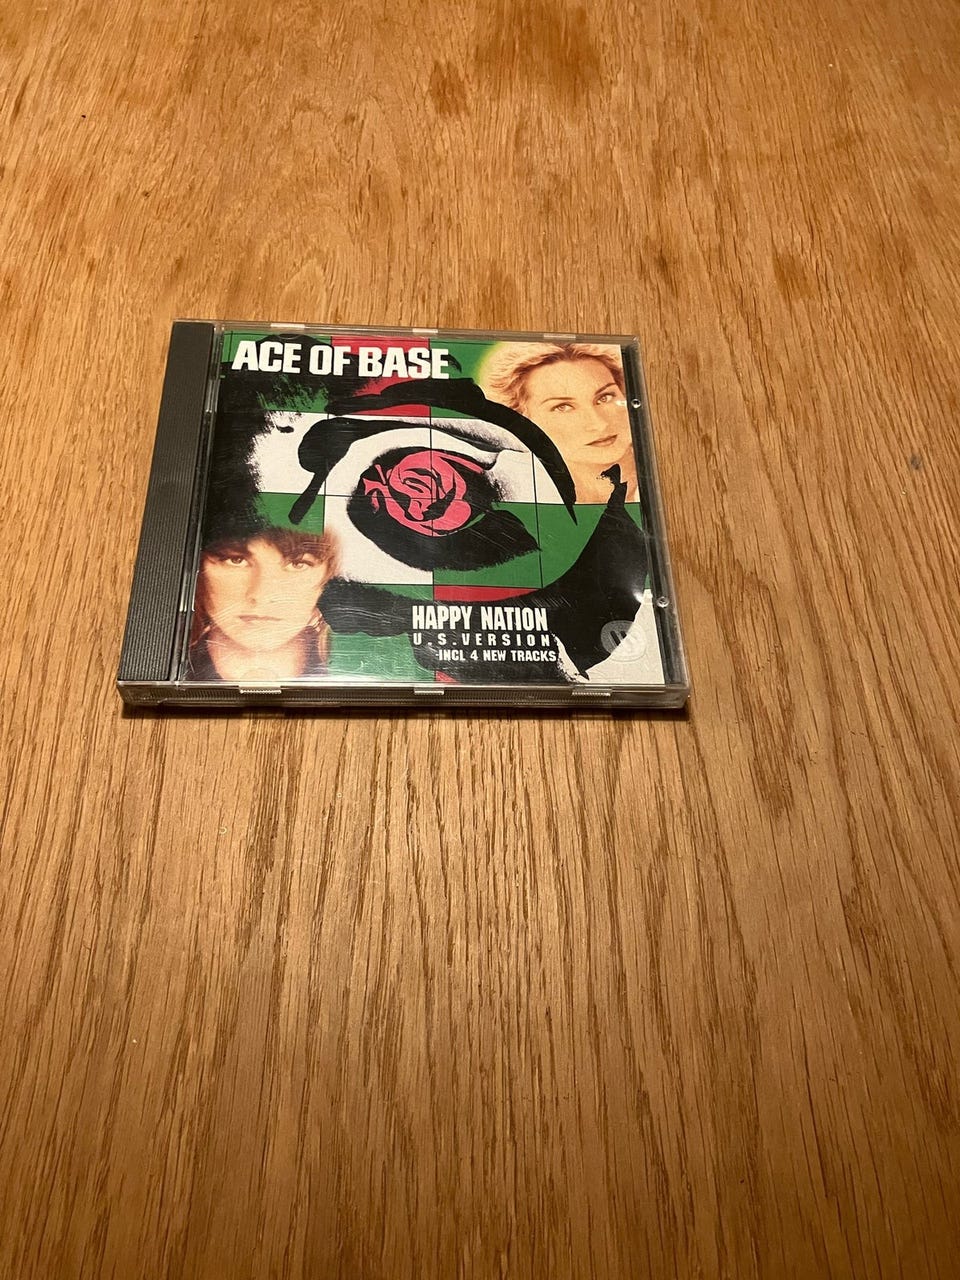 ACE OF BASE
HAPPY NATION
U.S.VERSION
INCL 4 NEW TRACKS